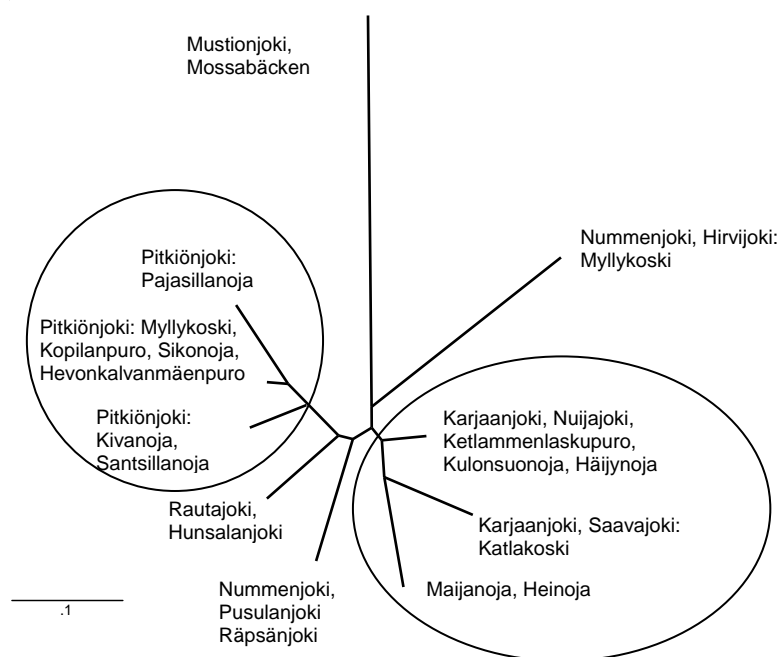 Mustionjoki,
Mossabäcken
Nummenjoki, Hirvijoki:
Myllykoski
Pitkiönjoki:
Pajasillanoja
Pitkiönjoki: Myllykoski,
Kopilanpuro, Sikonoja,
Hevonkalvanmäenpuro
Pitkiönjoki:
Kivanoja,
Santsillanoja
Karjaanjoki, Nuijajoki,
Ketlammenlaskupuro,
Kulonsuonoja, Häijynoja
Rautajoki,
Hunsalanjoki
Karjaanjoki, Saavajoki:
Katlakoski
Nummenjoki,
Pusulanjoki
Räpsänjoki
Maijanoja, Heinoja
.1